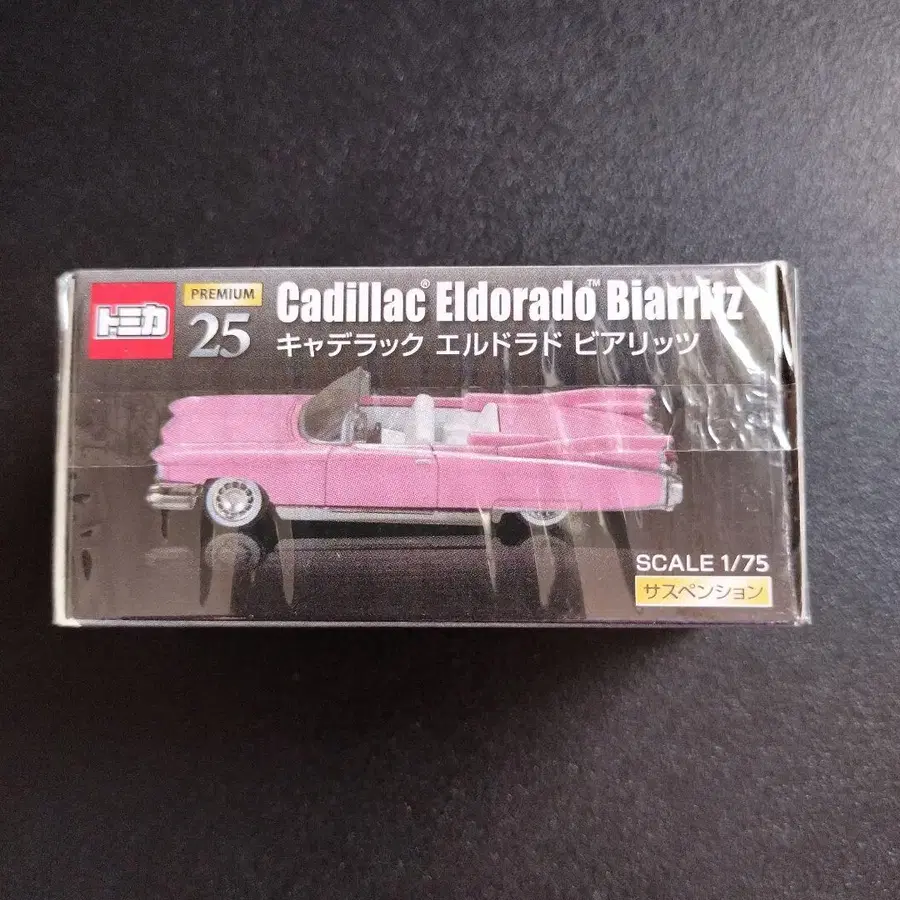 トミカ
PREMIUM
25
Cadillac® Eldorado™ Biarritz
キャデラック エルドラド ビアリッツ
SCALE 1/75
サスペンション